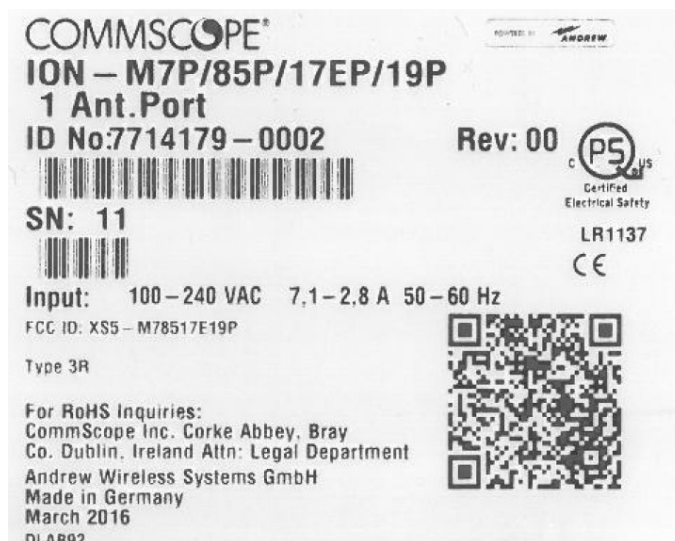 COMMSCOPE®
POWERED BY ANDREW
ION – M7P/85P/17EP/19P
1 Ant.Port
ID No:7714179–0002
Rev: 00
C PS US
Certified
Electrical Safety
SN: 11
LR1137
CE
Input: 100–240 VAC 7,1–2,8 A 50–60 Hz
FCC ID: XS5–M78517E19P
Type 3R
For RoHS Inquiries:
CommScope Inc. Corke Abbey, Bray
Co. Dublin, Ireland Attn: Legal Department
Andrew Wireless Systems GmbH
Made in Germany
March 2016